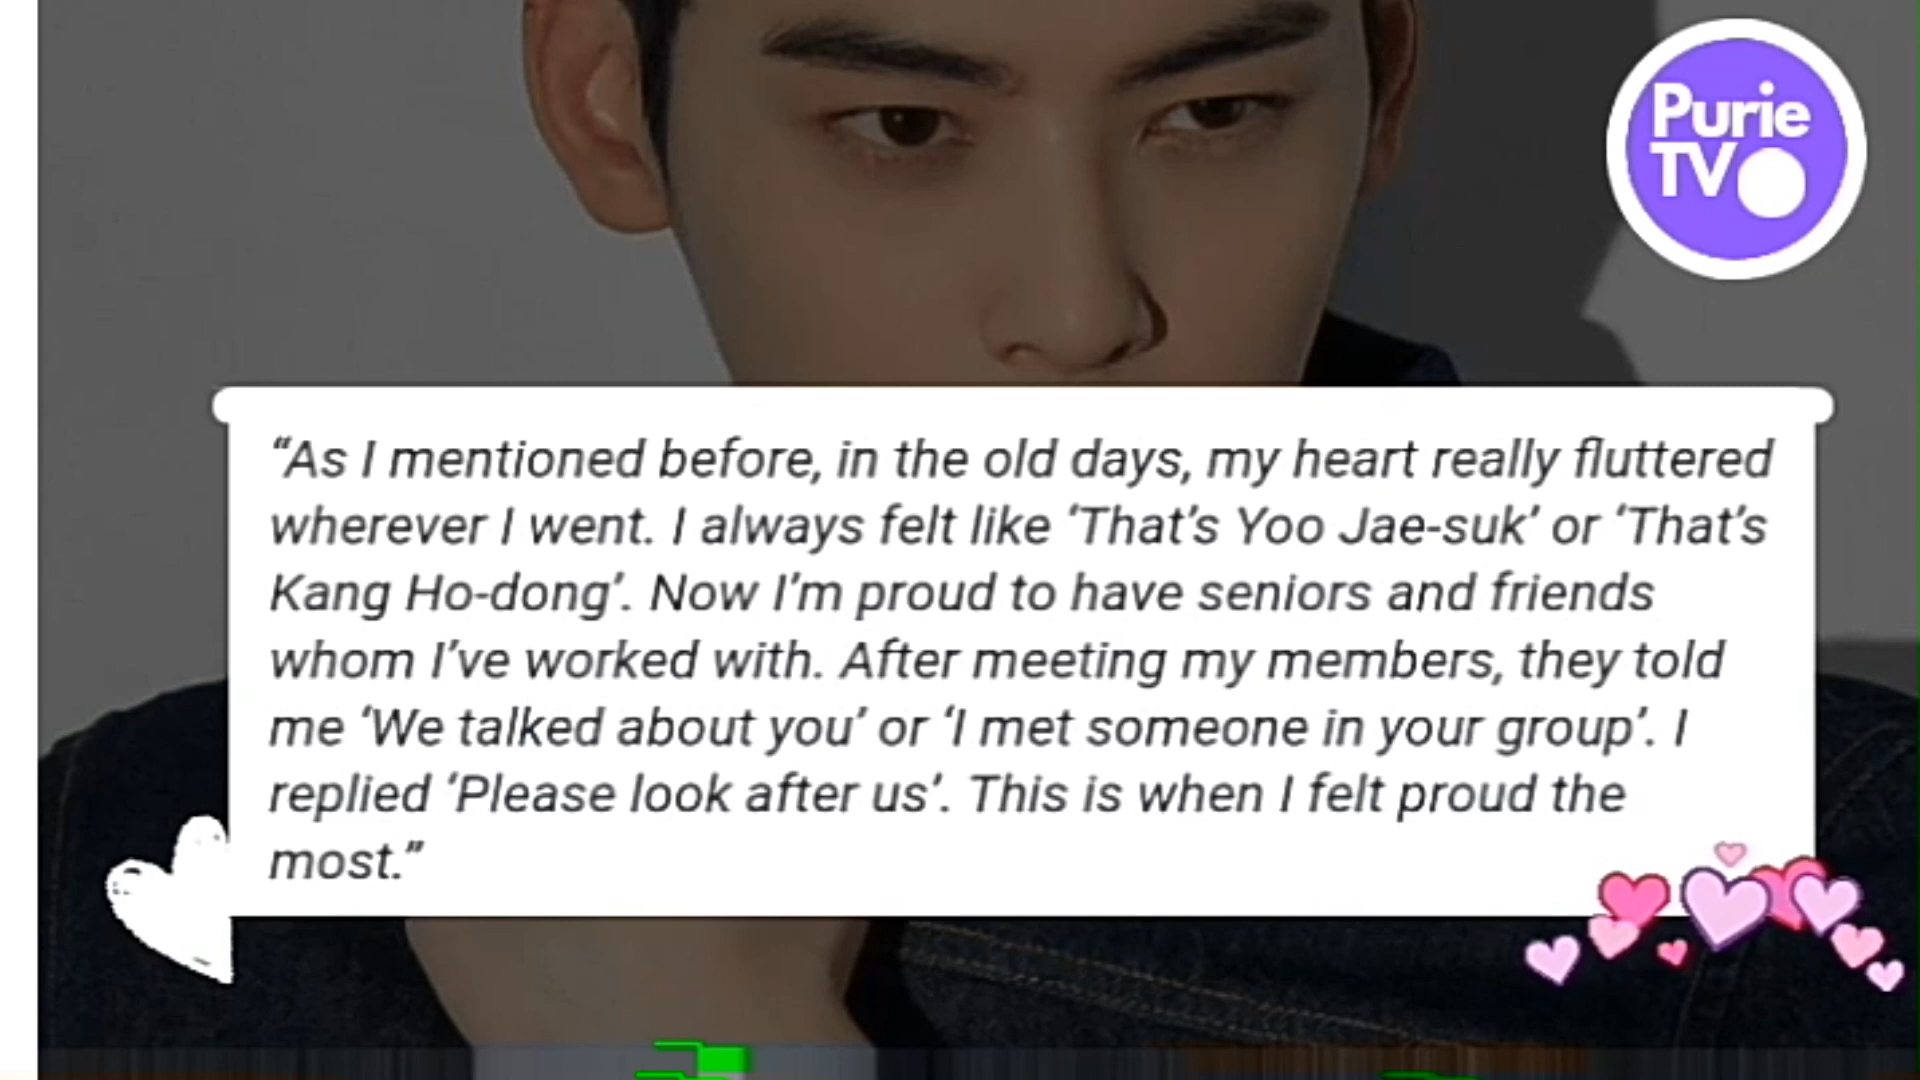 Purie
TV
“As I mentioned before, in the old days, my heart really fluttered
wherever I went. I always felt like ‘That’s Yoo Jae-suk’ or ‘That’s
Kang Ho-dong’. Now I’m proud to have seniors and friends
whom I’ve worked with. After meeting my members, they told
me ‘We talked about you’ or ‘I met someone in your group’. I
replied ‘Please look after us’. This is when I felt proud the
most.”